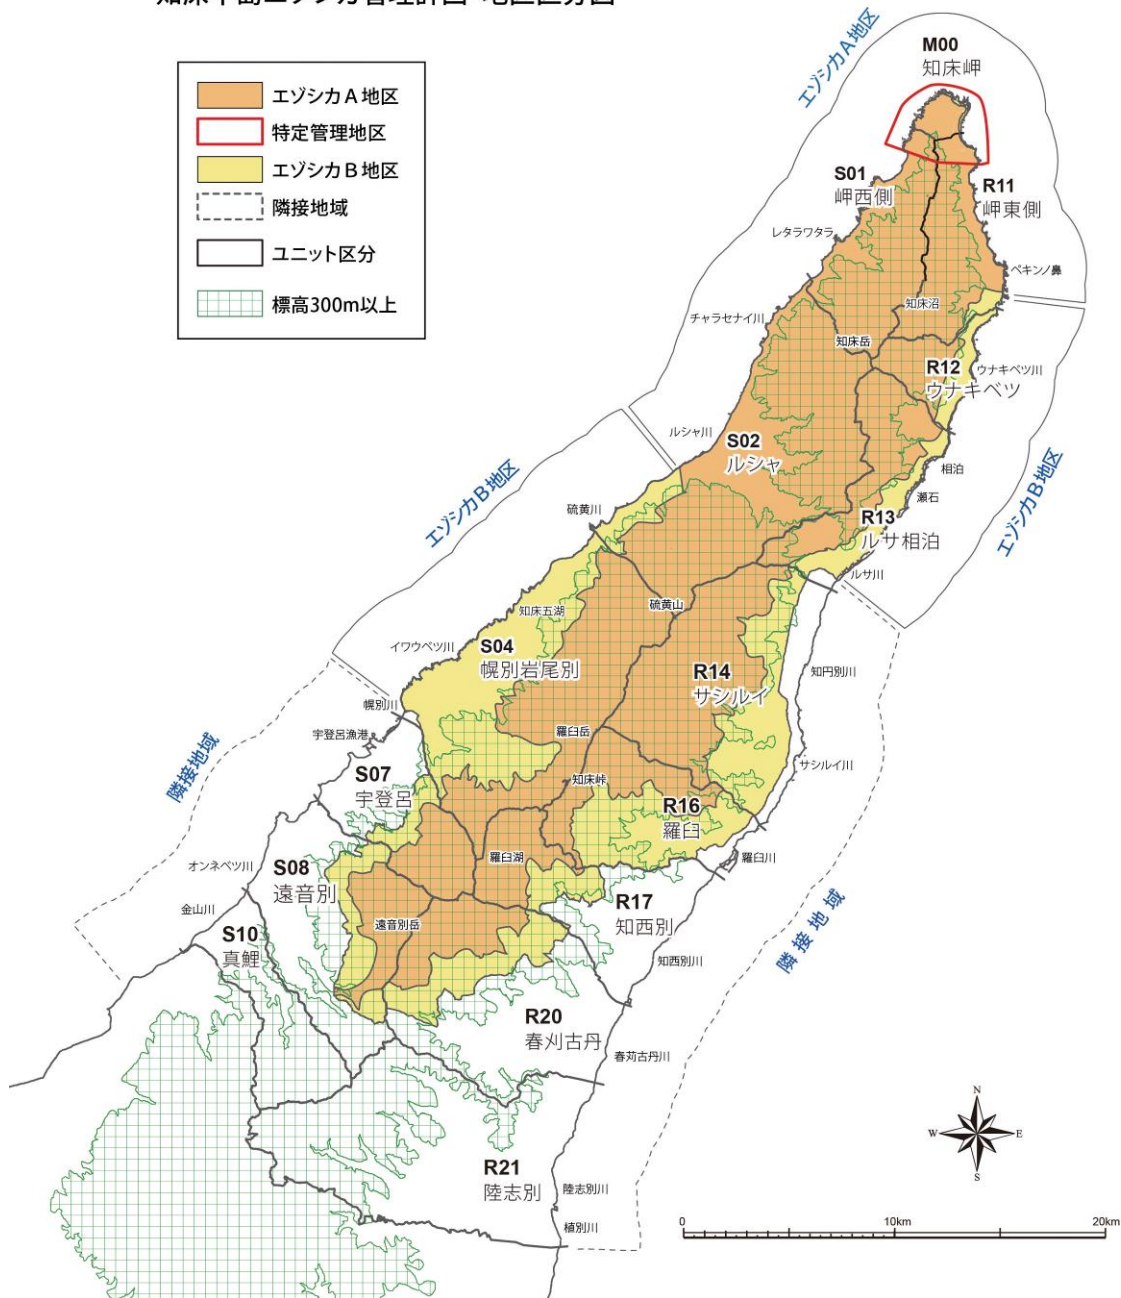 知床半島エゾシカ管理計画 地区区分図
エゾシカA地区
特定管理地区
エゾシカB地区
隣接地域
ユニット区分
標高300m以上
エゾシカA地区
M00
知床岬
S01
岬西側
R11
岬東側
レタラワタラ
ペキンノ鼻
知床沼
チャラセナイ川
知床岳
R12
ウナキベツ
ウナキベツ川
ルシャ川
S02
ルシャ
相泊
瀬石
エゾシカB地区
エゾシカB地区
硫黄川
R13
ルサ相泊
ルサ川
硫黄山
知床五湖
イワウベツ川
S04
幌別岩尾別
R14
サシルイ
知円別川
幌別川
宇登呂漁港
羅臼岳
隣接地域
S07
宇登呂
知床峠
サシルイ川
R16
羅臼
羅臼湖
羅臼川
オンネベツ川
S08
遠音別
R17
知西別
金山川
遠音別岳
隣接地域
S10
真鯉
知西別川
R20
春刈古丹
春苅古丹川
N
W
E
S
R21
陸志別
陸志別川
植別川
0
10km
20km